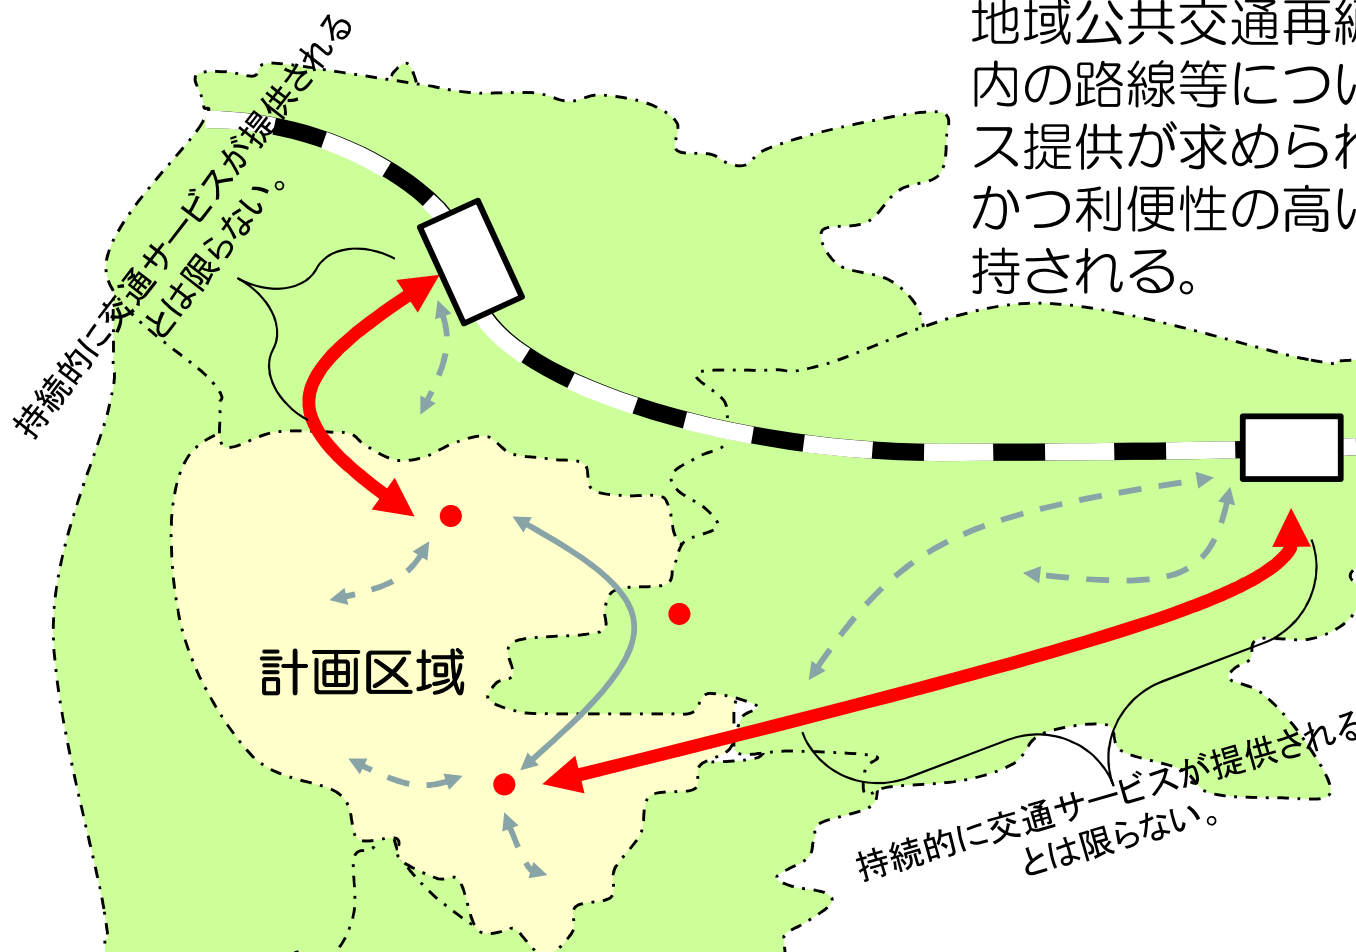 地域公共交通再編
内の路線等につい
ス提供が求められ
かつ利便性の高い
持される。
持続的に交通サービスが提供される
とは限らない。
計画区域
持続的に交通サービスが提供される
とは限らない。